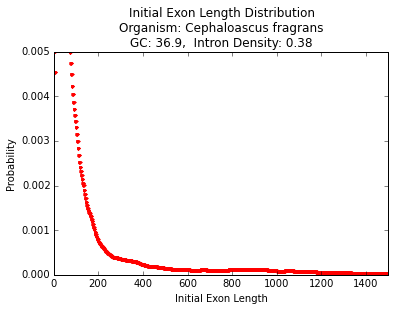 Initial Exon Length Distribution
Organism: Cephaloascus fragrans
GC: 36.9,  Intron Density: 0.38
0.005
0.004
0.003
0.002
0.001
0.000
Probability
0 200 400 600 800 1000 1200 1400
Initial Exon Length